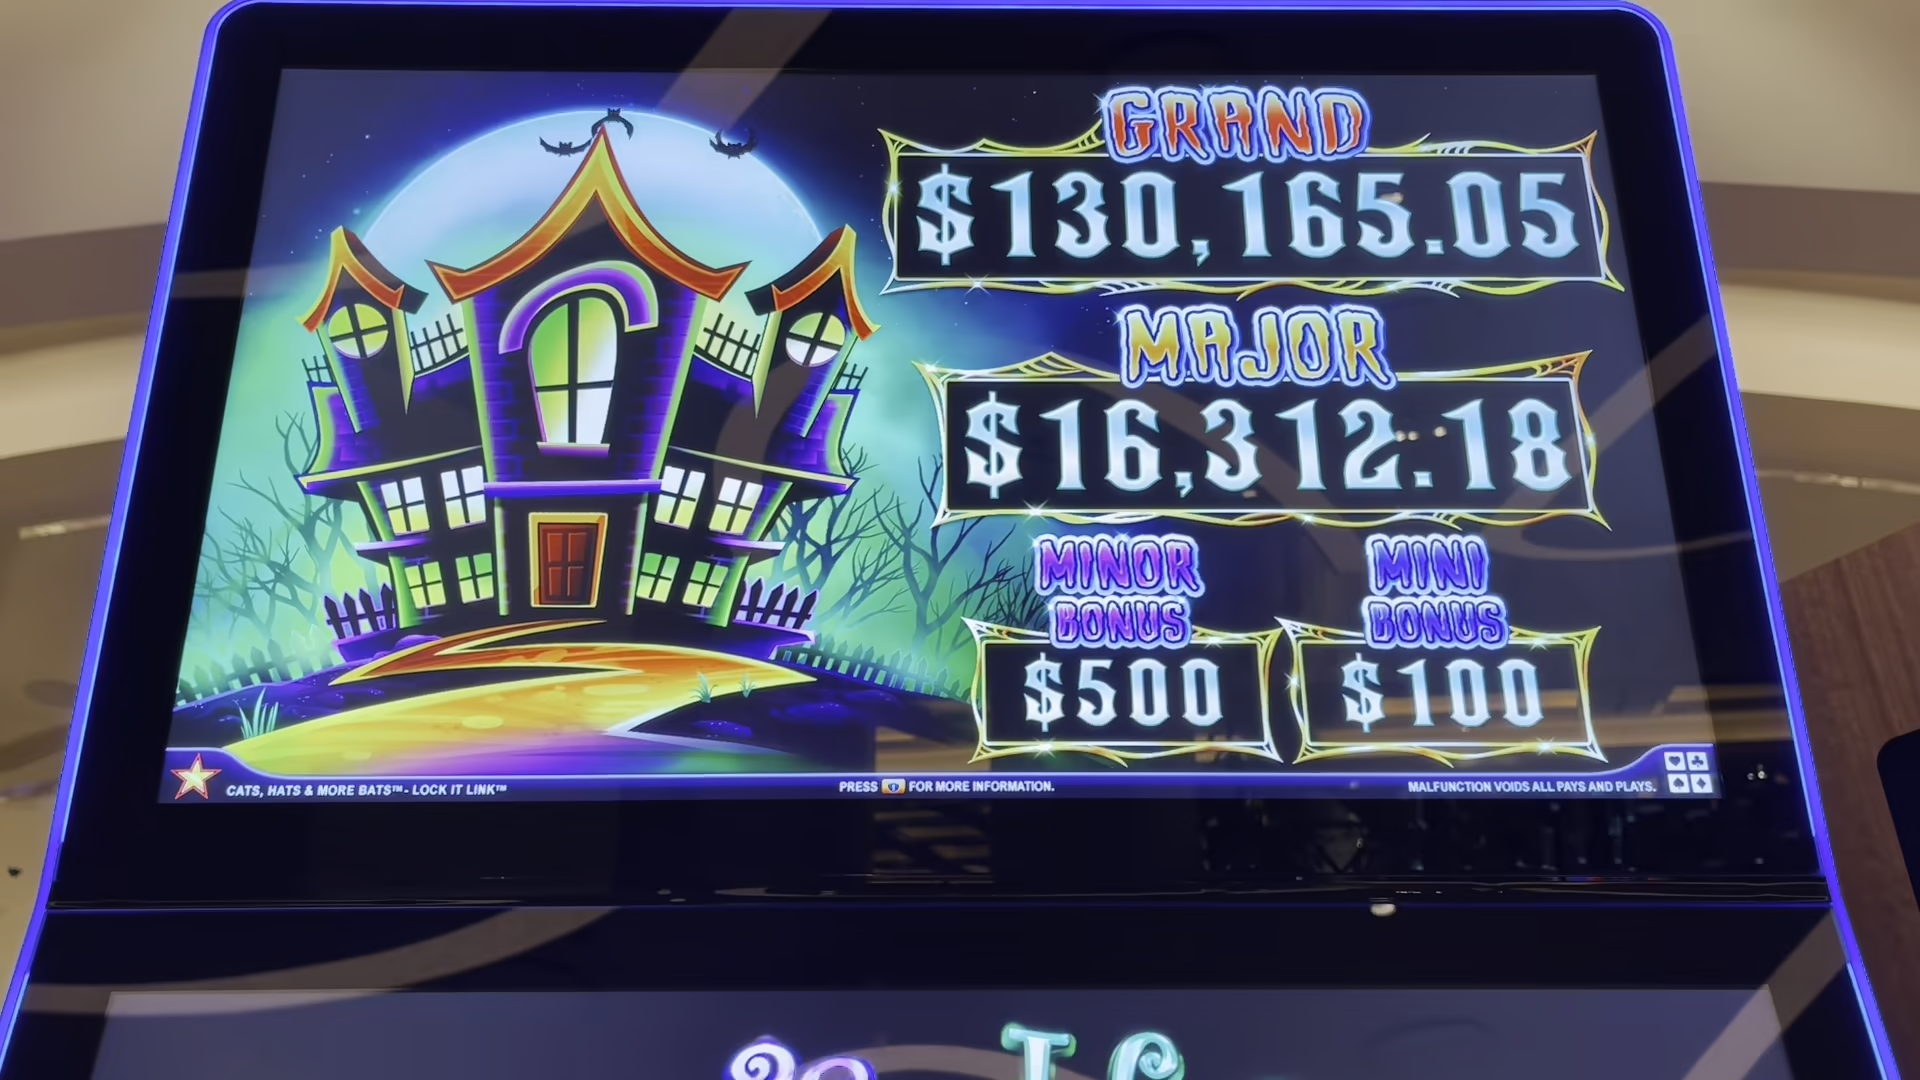 GRAND
$130,165.05
MAJOR
$16,312.18
MINOR
BONUS
$500
MINI
BONUS
$100
CATS, HATS & MORE BATS™ - LOCK IT LINK™
PRESS FOR MORE INFORMATION.
MALFUNCTION VOIDS ALL PAYS AND PLAYS.